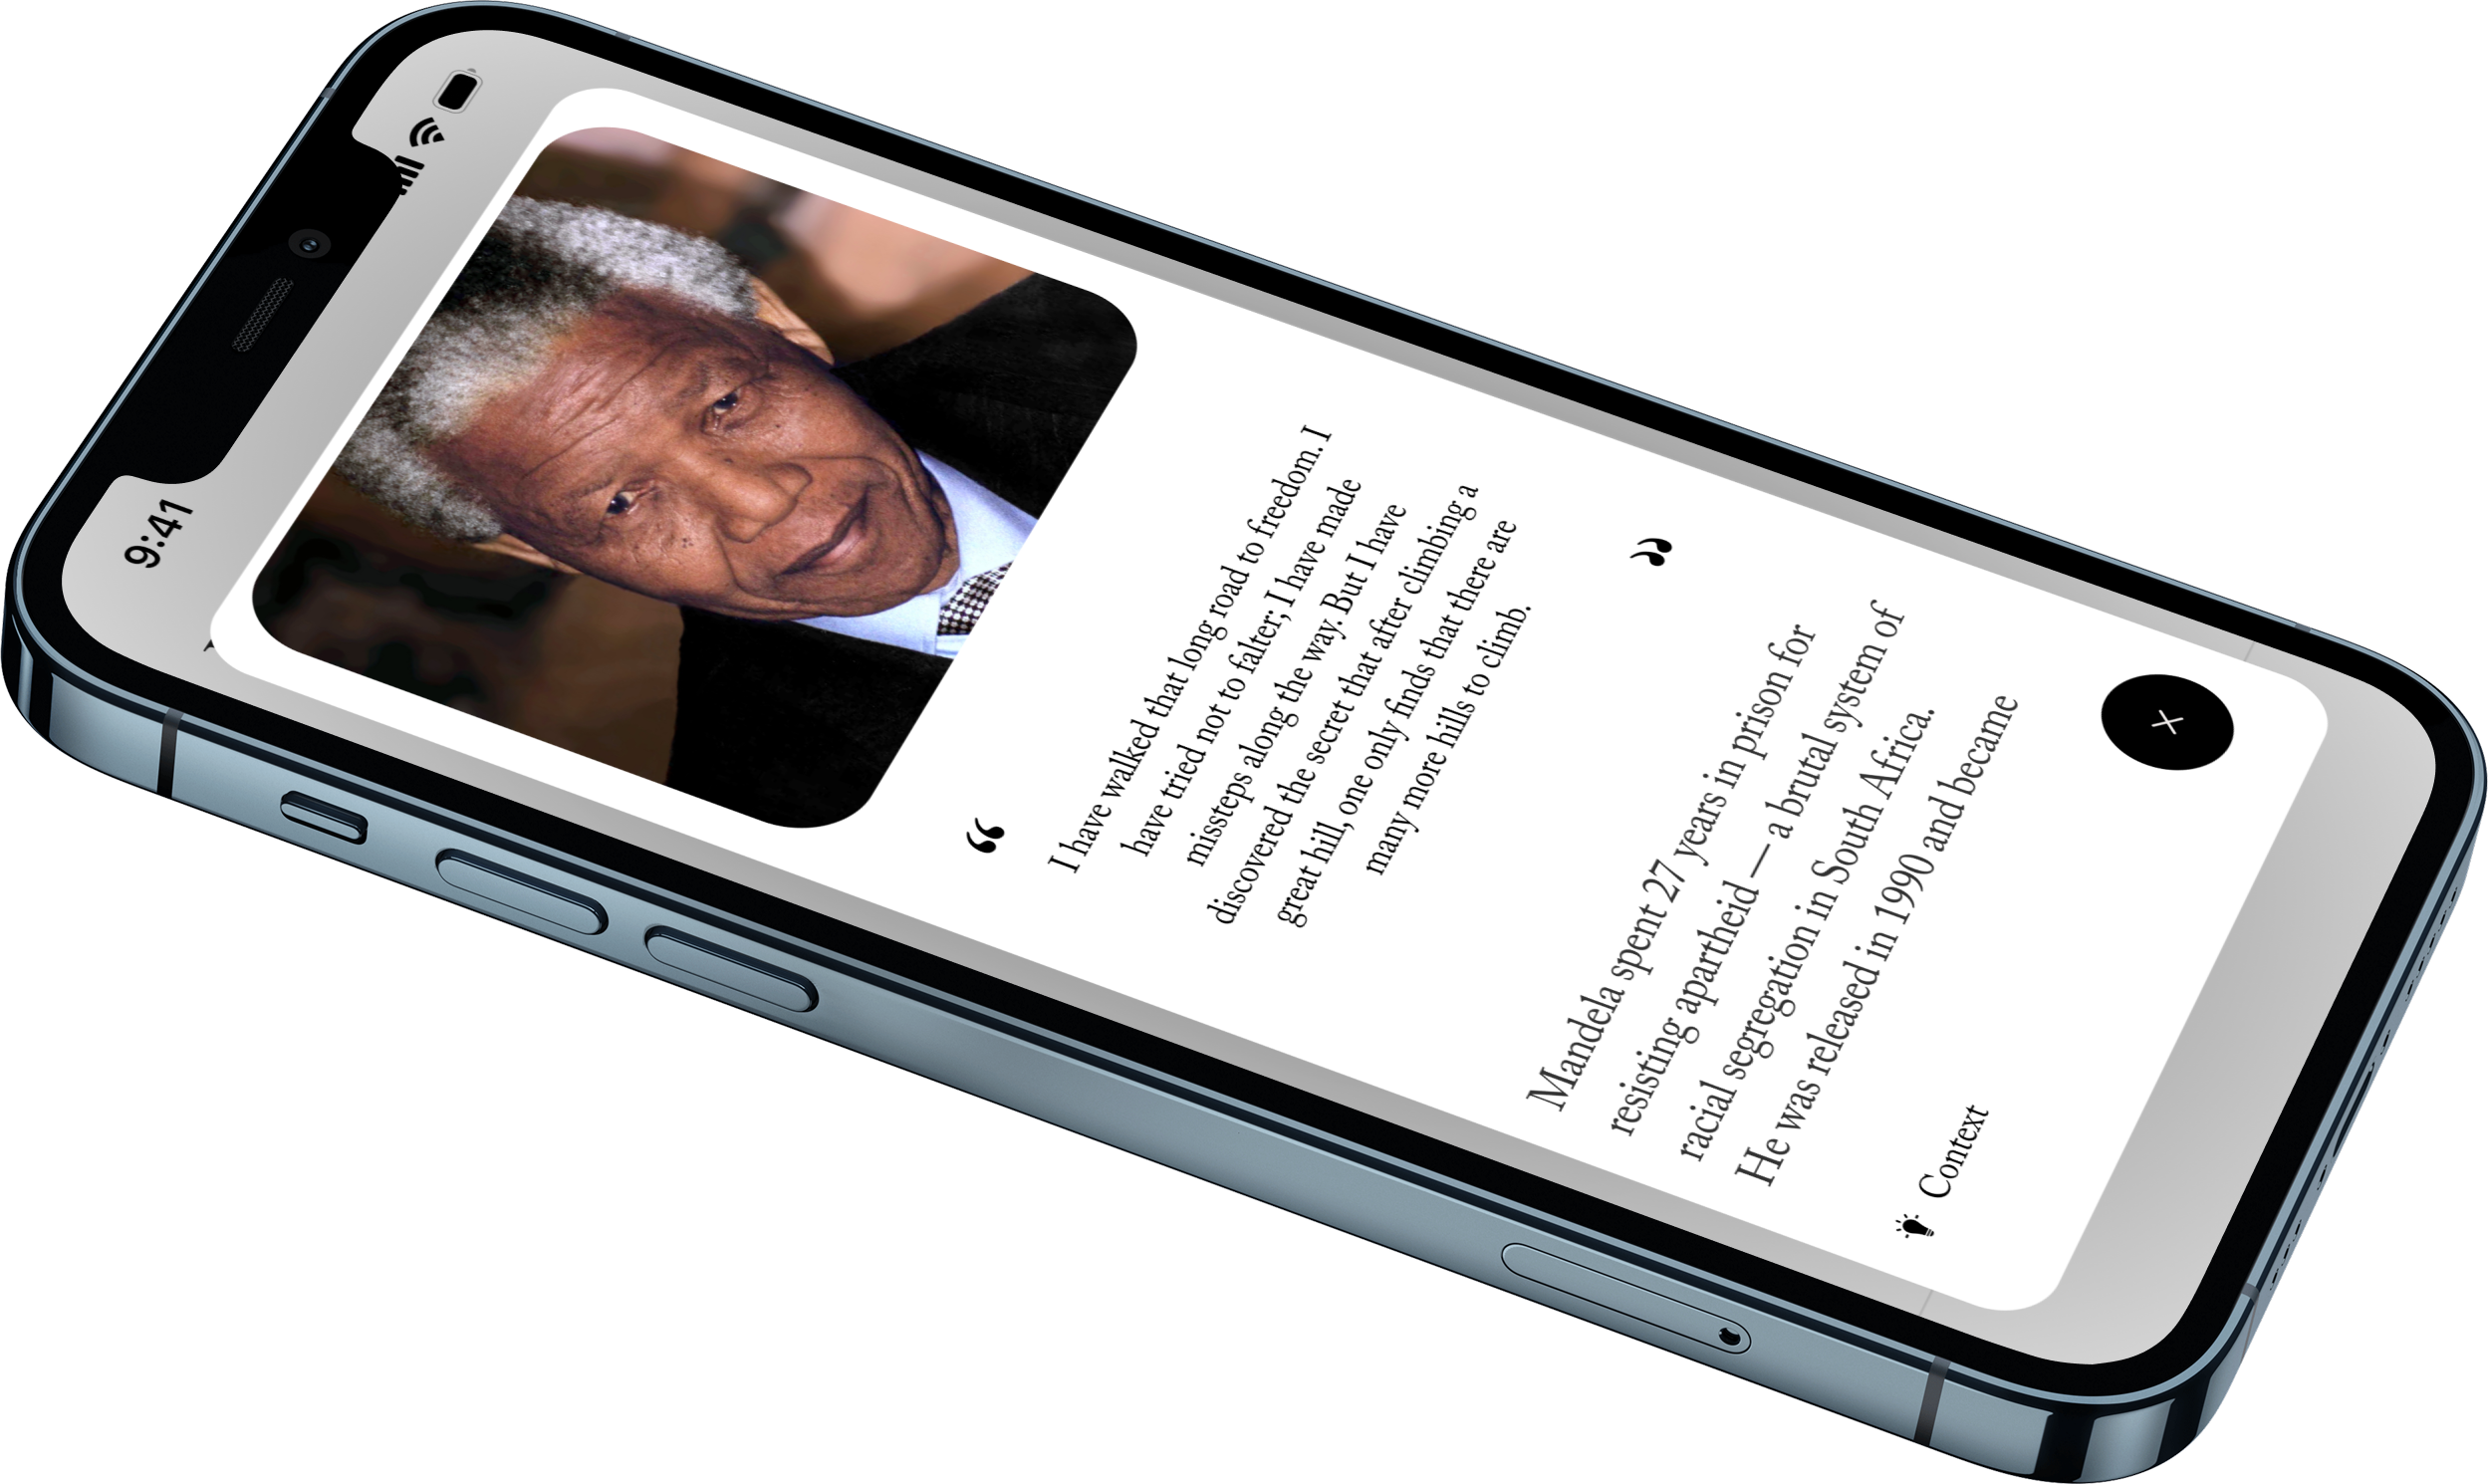 9:41
“
I have walked that long road to freedom. I
have tried not to falter; I have made
missteps along the way. But I have
discovered the secret that after climbing a
great hill, one only finds that there are
many more hills to climb.
”
Mandela spent 27 years in prison for
resisting apartheid — a brutal system of
racial segregation in South Africa.
He was released in 1990 and became
Context